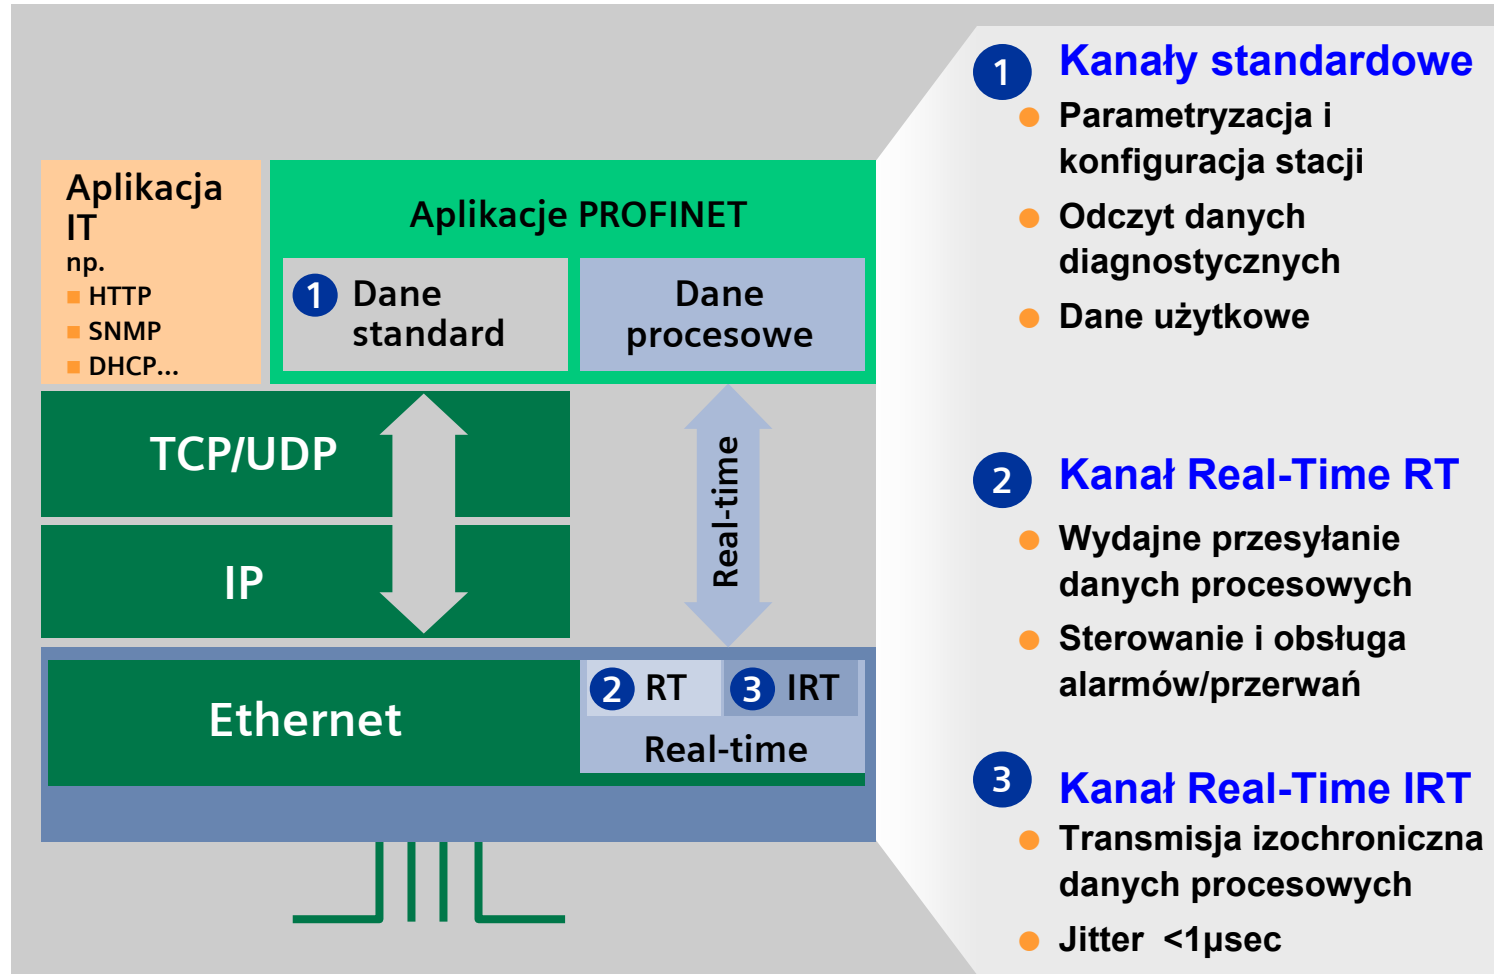 Aplikacja
IT
np.
HTTP
SNMP
DHCP...
Aplikacje PROFINET
1 Dane
standard
Dane
procesowe
TCP/UDP
IP
Real-time
Ethernet
2 RT
3 IRT
Real-time
1 Kanały standardowe
Parametryzacja i
konfiguracja stacji
Odczyt danych
diagnostycznych
Dane użytkowe
2 Kanał Real-Time RT
Wydajne przesyłanie
danych procesowych
Sterowanie i obsługa
alarmów/przerwań
3 Kanał Real-Time IRT
Transmisja izochroniczna
danych procesowych
Jitter <1µsec